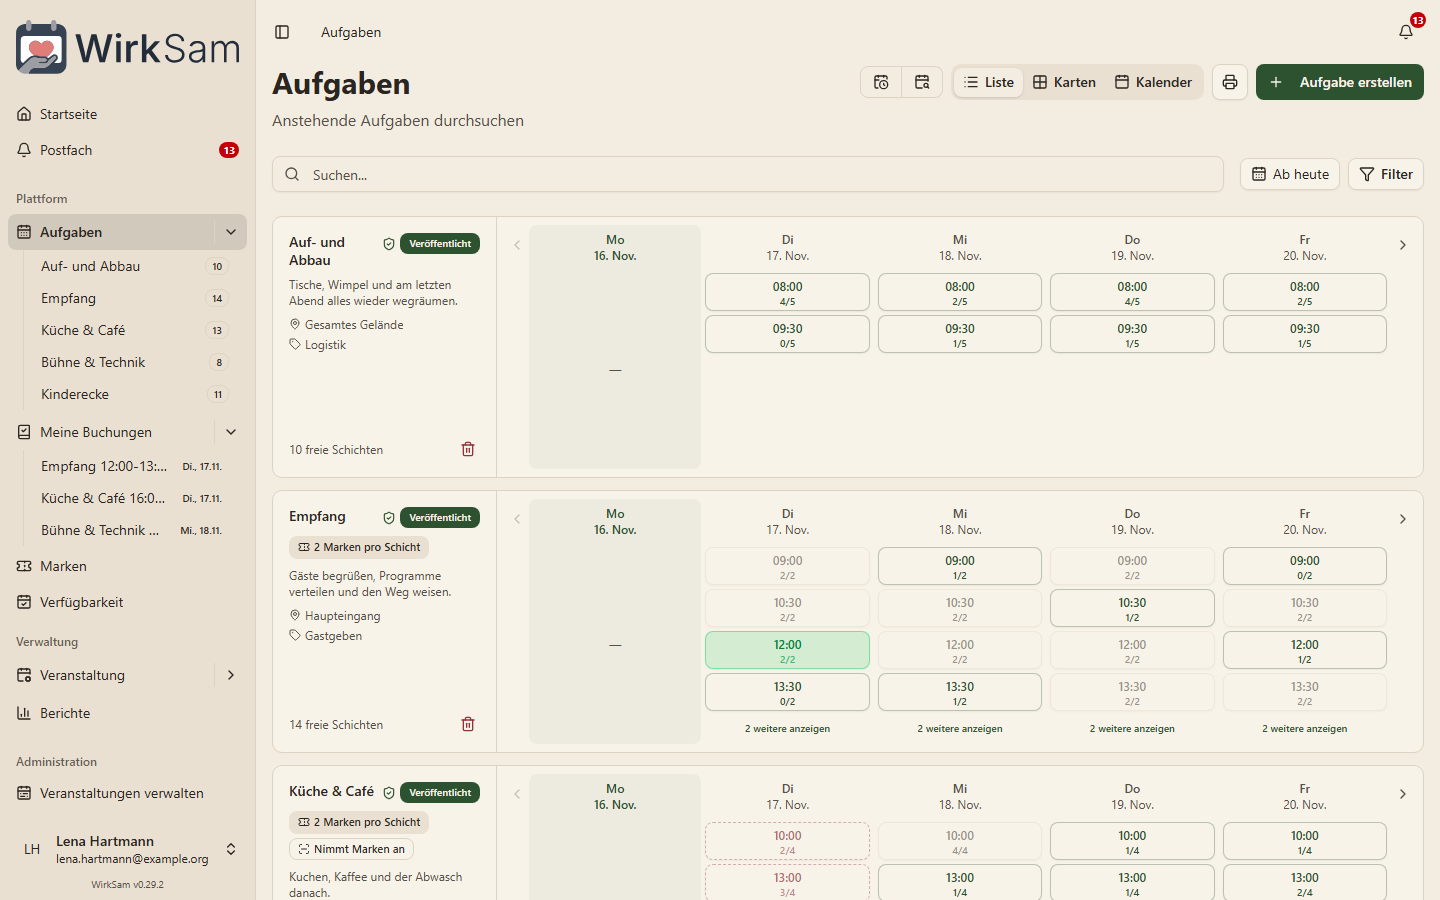 WirkSam
Startseite
Postfach
13
Plattform
Aufgaben
Auf- und Abbau
10
Empfang
14
Küche & Café
13
Bühne & Technik
8
Kinderecke
11
Meine Buchungen
Empfang 12:00-13:...
Di., 17.11.
Küche & Café 16:0...
Di., 17.11.
Bühne & Technik ...
Mi., 18.11.
Marken
Verfügbarkeit
Verwaltung
Veranstaltung
Berichte
Administration
Veranstaltungen verwalten
LH
Lena Hartmann
lena.hartmann@example.org
WirkSam v0.29.2
Aufgaben
13
Aufgaben
Anstehende Aufgaben durchsuchen
Liste
Karten
Kalender
Aufgabe erstellen
Suchen...
Ab heute
Filter
Auf- und
Abbau
Veröffentlicht
Tische, Wimpel und am letzten
Abend alles wieder wegräumen.
Gesamtes Gelände
Logistik
10 freie Schichten
Mo
16. Nov.
—
Di
17. Nov.
08:00
4/5
09:30
0/5
Mi
18. Nov.
08:00
2/5
09:30
1/5
Do
19. Nov.
08:00
4/5
09:30
1/5
Fr
20. Nov.
08:00
2/5
09:30
1/5
Empfang
Veröffentlicht
2 Marken pro Schicht
Gäste begrüßen, Programme
verteilen und den Weg weisen.
Haupteingang
Gastgeben
14 freie Schichten
Mo
16. Nov.
—
Di
17. Nov.
09:00
2/2
10:30
2/2
12:00
2/2
13:30
0/2
2 weitere anzeigen
Mi
18. Nov.
09:00
1/2
10:30
2/2
12:00
2/2
13:30
1/2
2 weitere anzeigen
Do
19. Nov.
09:00
2/2
10:30
1/2
12:00
2/2
13:30
2/2
2 weitere anzeigen
Fr
20. Nov.
09:00
0/2
10:30
2/2
12:00
1/2
13:30
2/2
2 weitere anzeigen
Küche & Café
Veröffentlicht
2 Marken pro Schicht
Nimmt Marken an
Kuchen, Kaffee und der Abwasch
danach.
Mo
16. Nov.
Di
17. Nov.
10:00
2/4
13:00
3/4
Mi
18. Nov.
10:00
4/4
13:00
1/4
Do
19. Nov.
10:00
1/4
13:00
1/4
Fr
20. Nov.
10:00
1/4
13:00
2/4